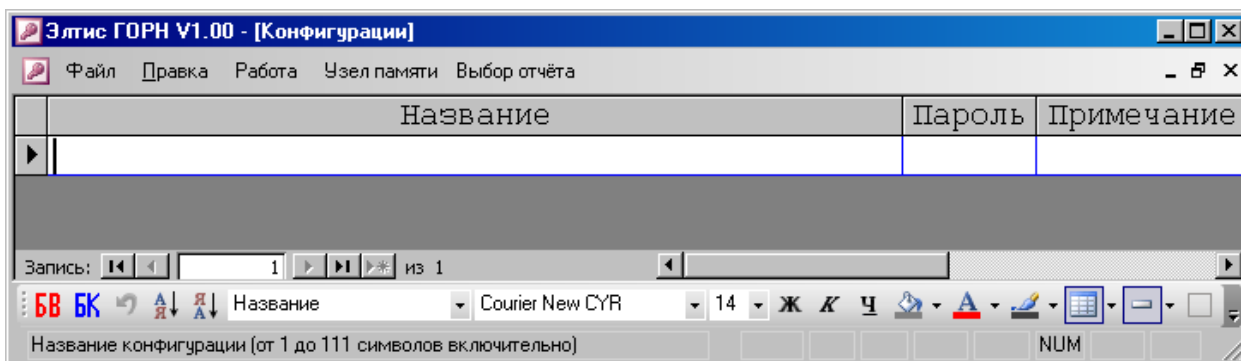 Элтис ГОРН V1.00 - [Конфигурации]
Файл Правка Работа Узел памяти Выбор отчёта
Название Пароль Примечание
Запись: 1 из 1
БВ БК А Я Я А Название Courier New CYR 14 Ж К Ч А
Название конфигурации (от 1 до 111 символов включительно) NUM